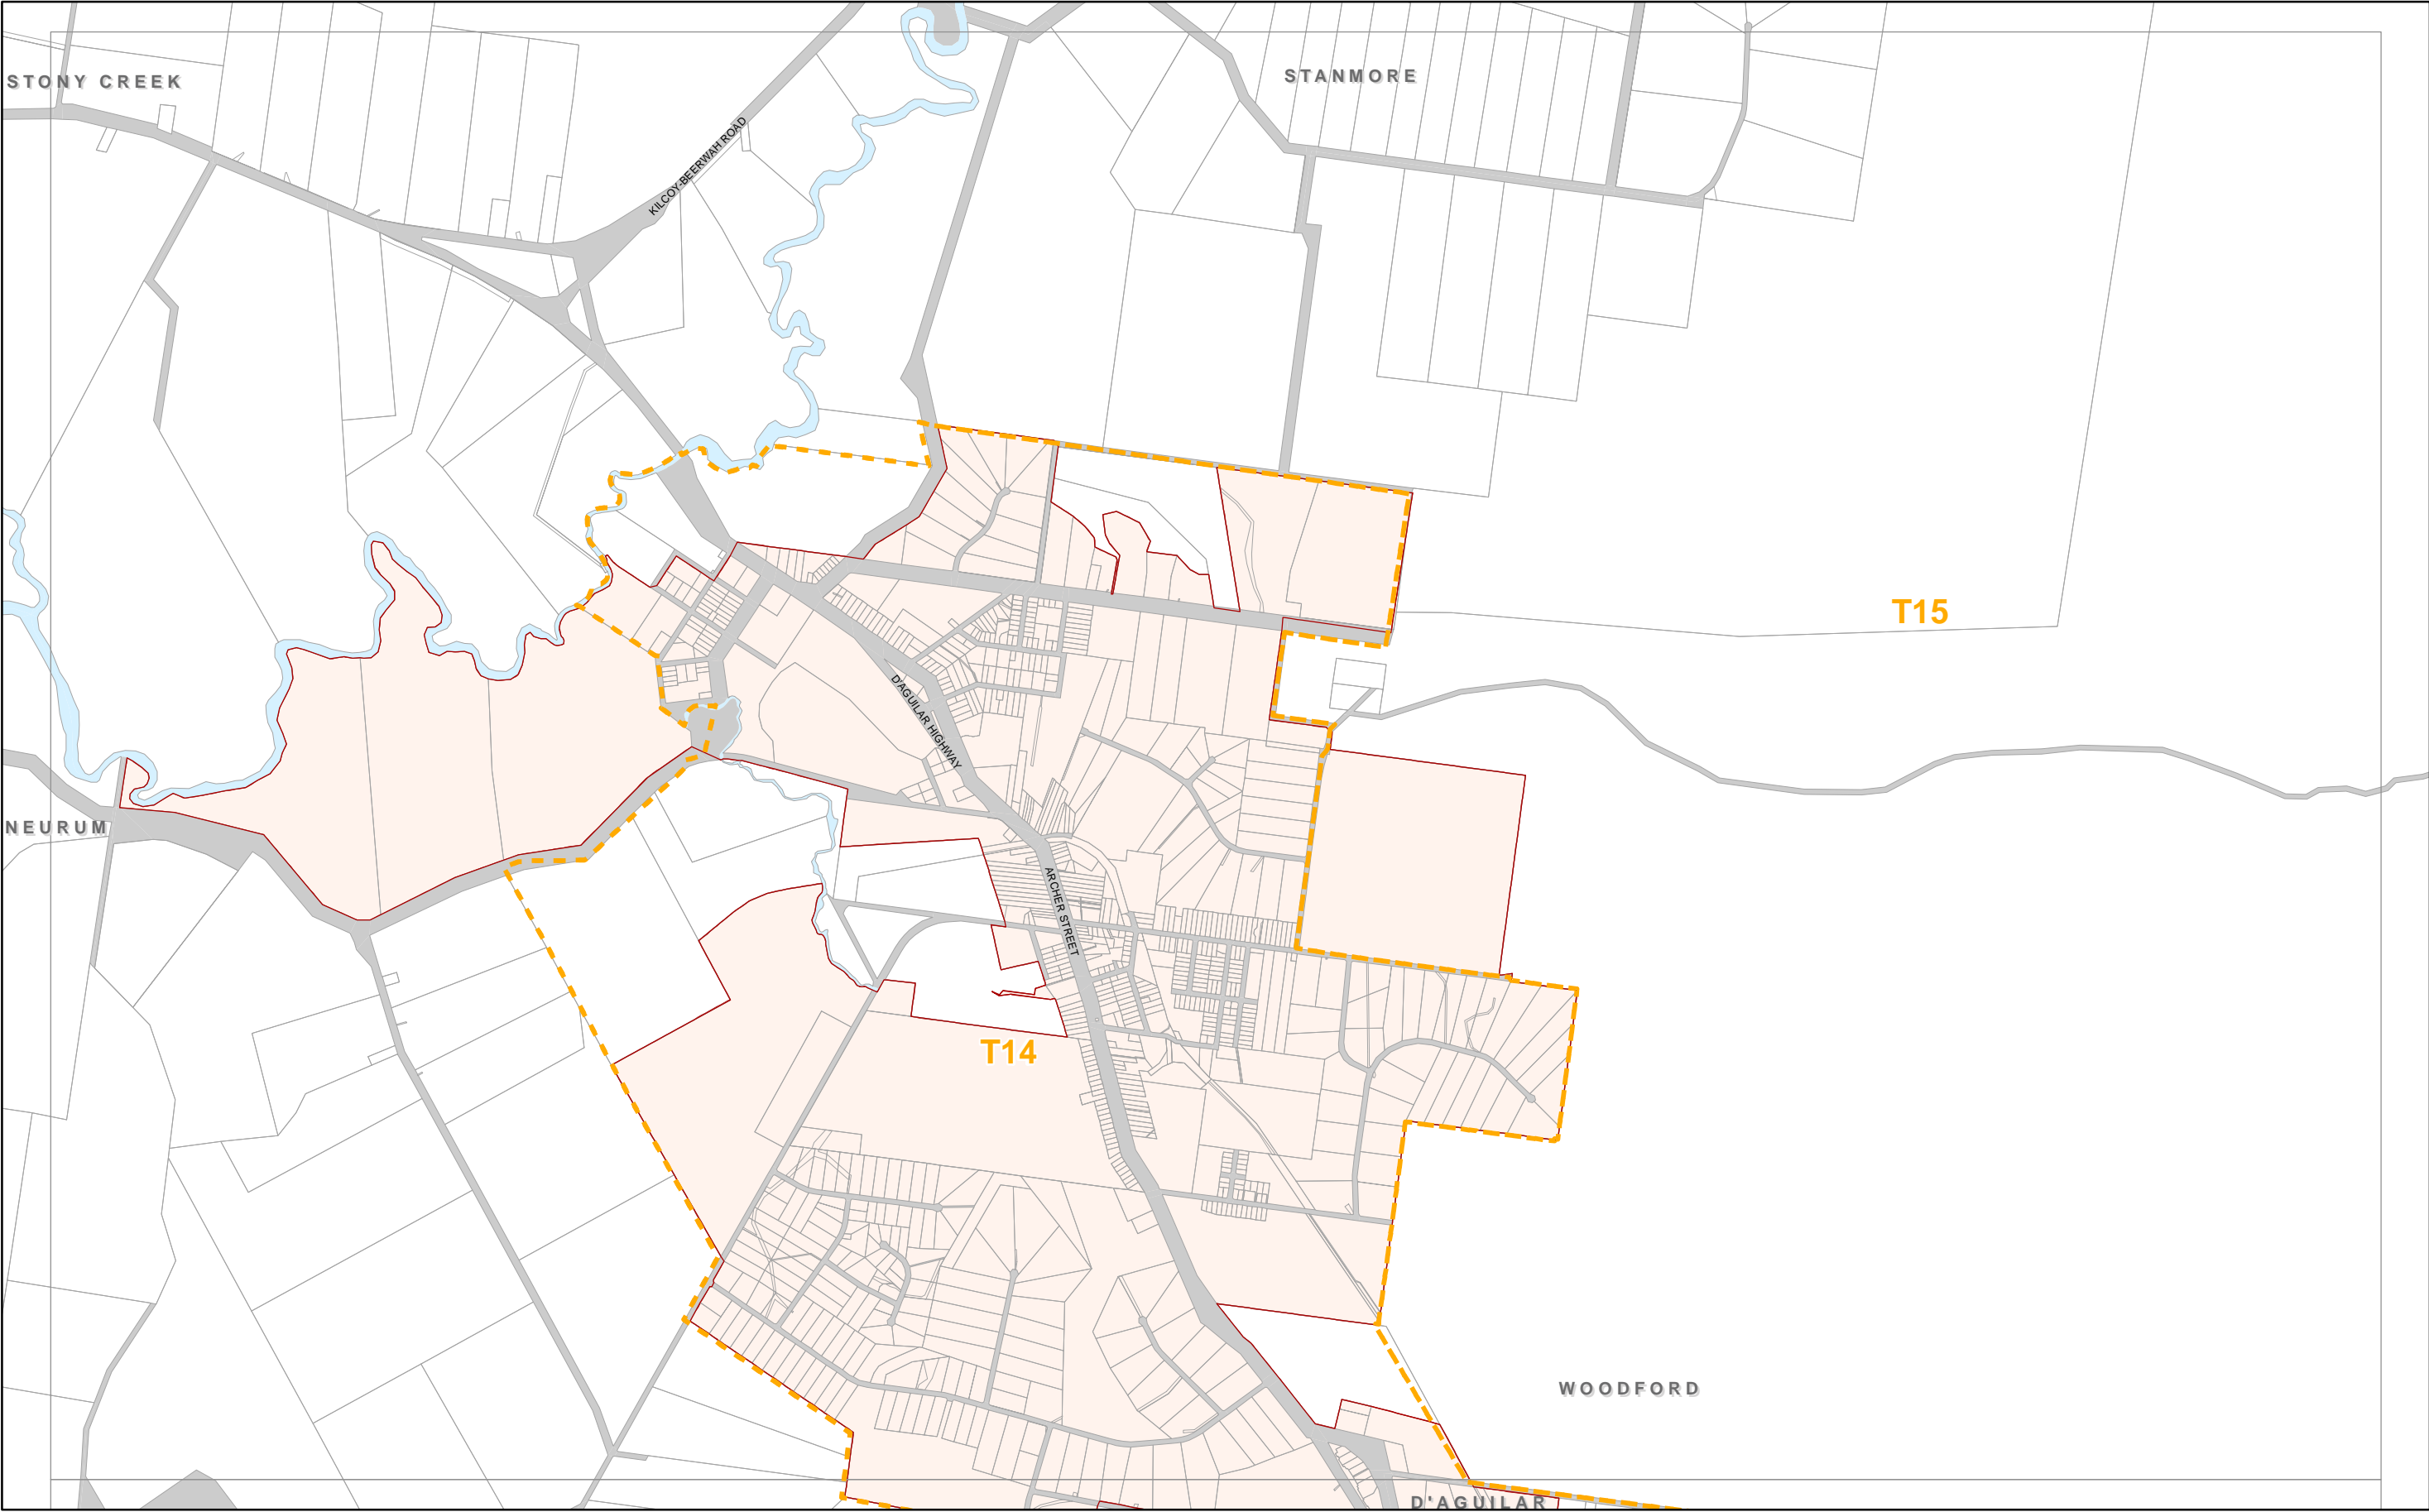 STANMORE
STONY CREEK
KILCOY-BEERWAH ROAD
T15
D'AGUILAR HIGHWAY
NEURUM
ARCHER STREET
T14
WOODFORD
D'AGUILAR